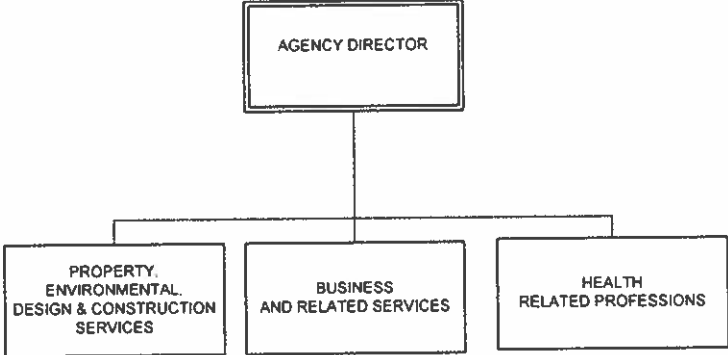 AGENCY DIRECTOR
PROPERTY,
ENVIRONMENTAL,
DESIGN & CONSTRUCTION
SERVICES
BUSINESS
AND RELATED SERVICES
HEALTH
RELATED PROFESSIONS